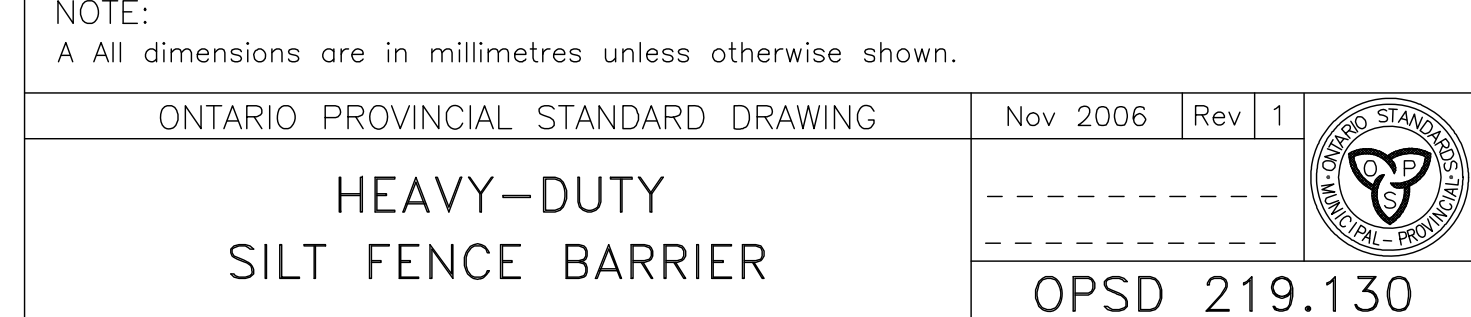 NOTE:
A All dimensions are in millimetres unless otherwise shown.
ONTARIO PROVINCIAL STANDARD DRAWING
Nov 2006
Rev
1
ONTARIO STANDARDS
MUNICIPAL - PROVINCIAL
O P
S
HEAVY-DUTY
SILT FENCE BARRIER
OPSD 219.130